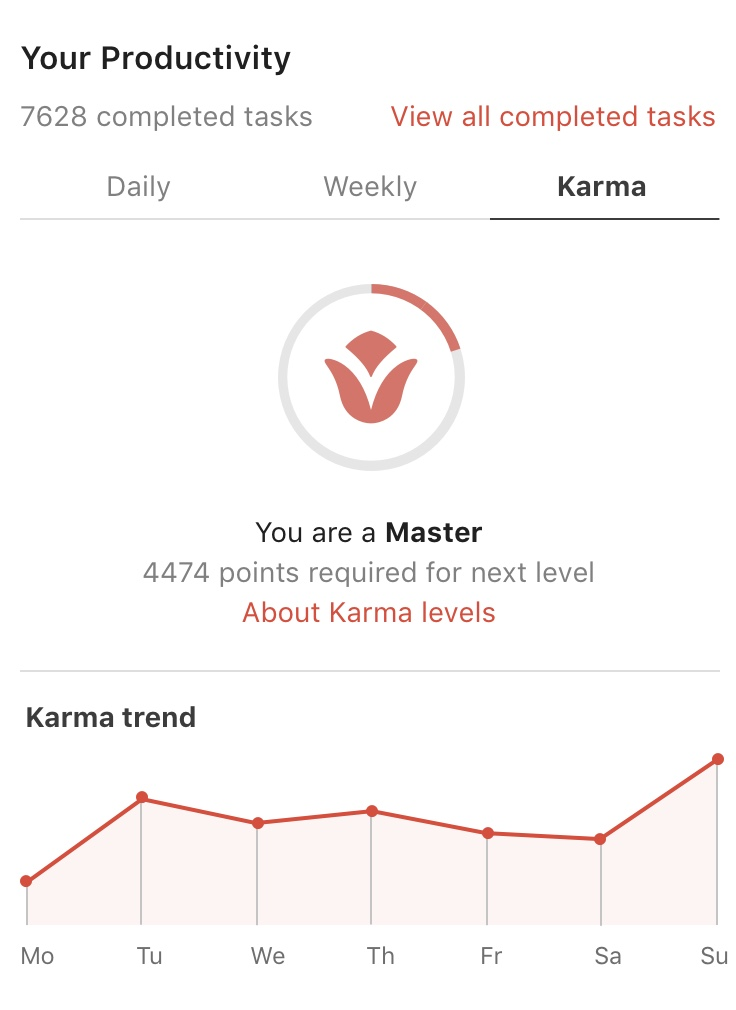 Your Productivity
7628 completed tasks View all completed tasks
Daily Weekly Karma
You are a Master
4474 points required for next level
About Karma levels
Karma trend
Mo Tu We Th Fr Sa Su